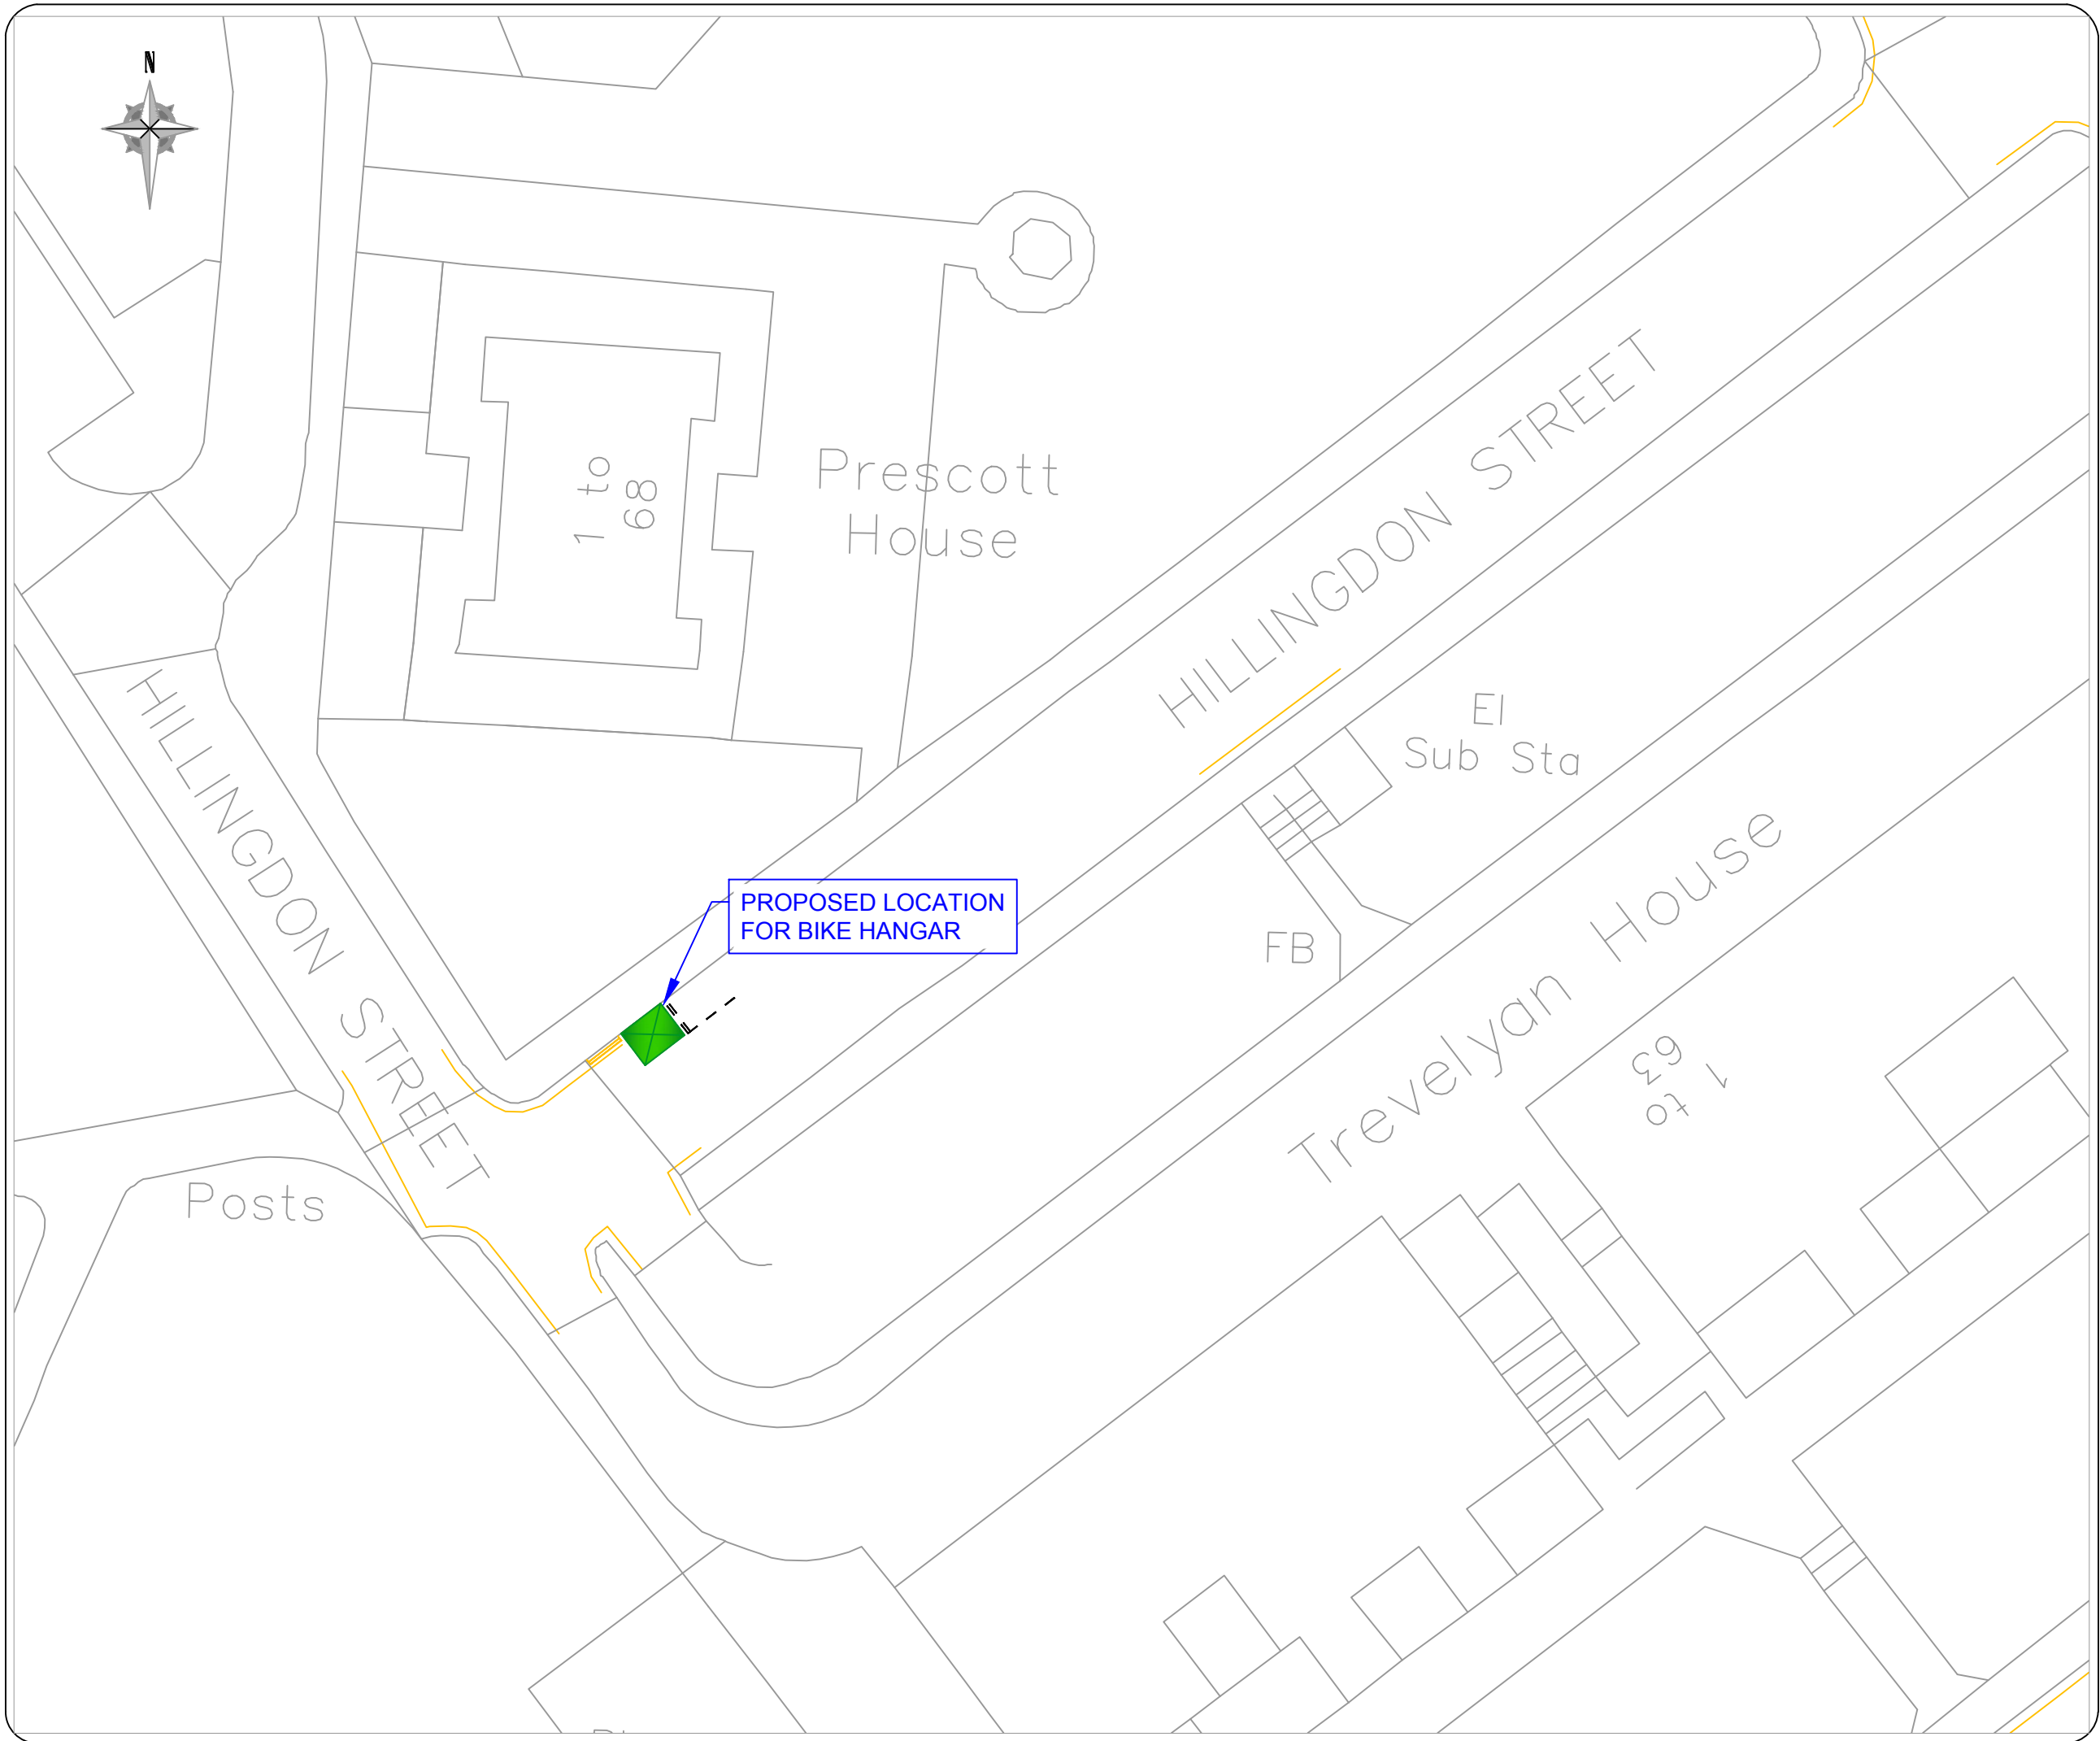 N
1 to
68
Prescott
House
HILLINGDON STREET
El
Sub Sta
HILLINGDON STREET
PROPOSED LOCATION
FOR BIKE HANGAR
FB
Trevelyan House
1 to
63
Posts